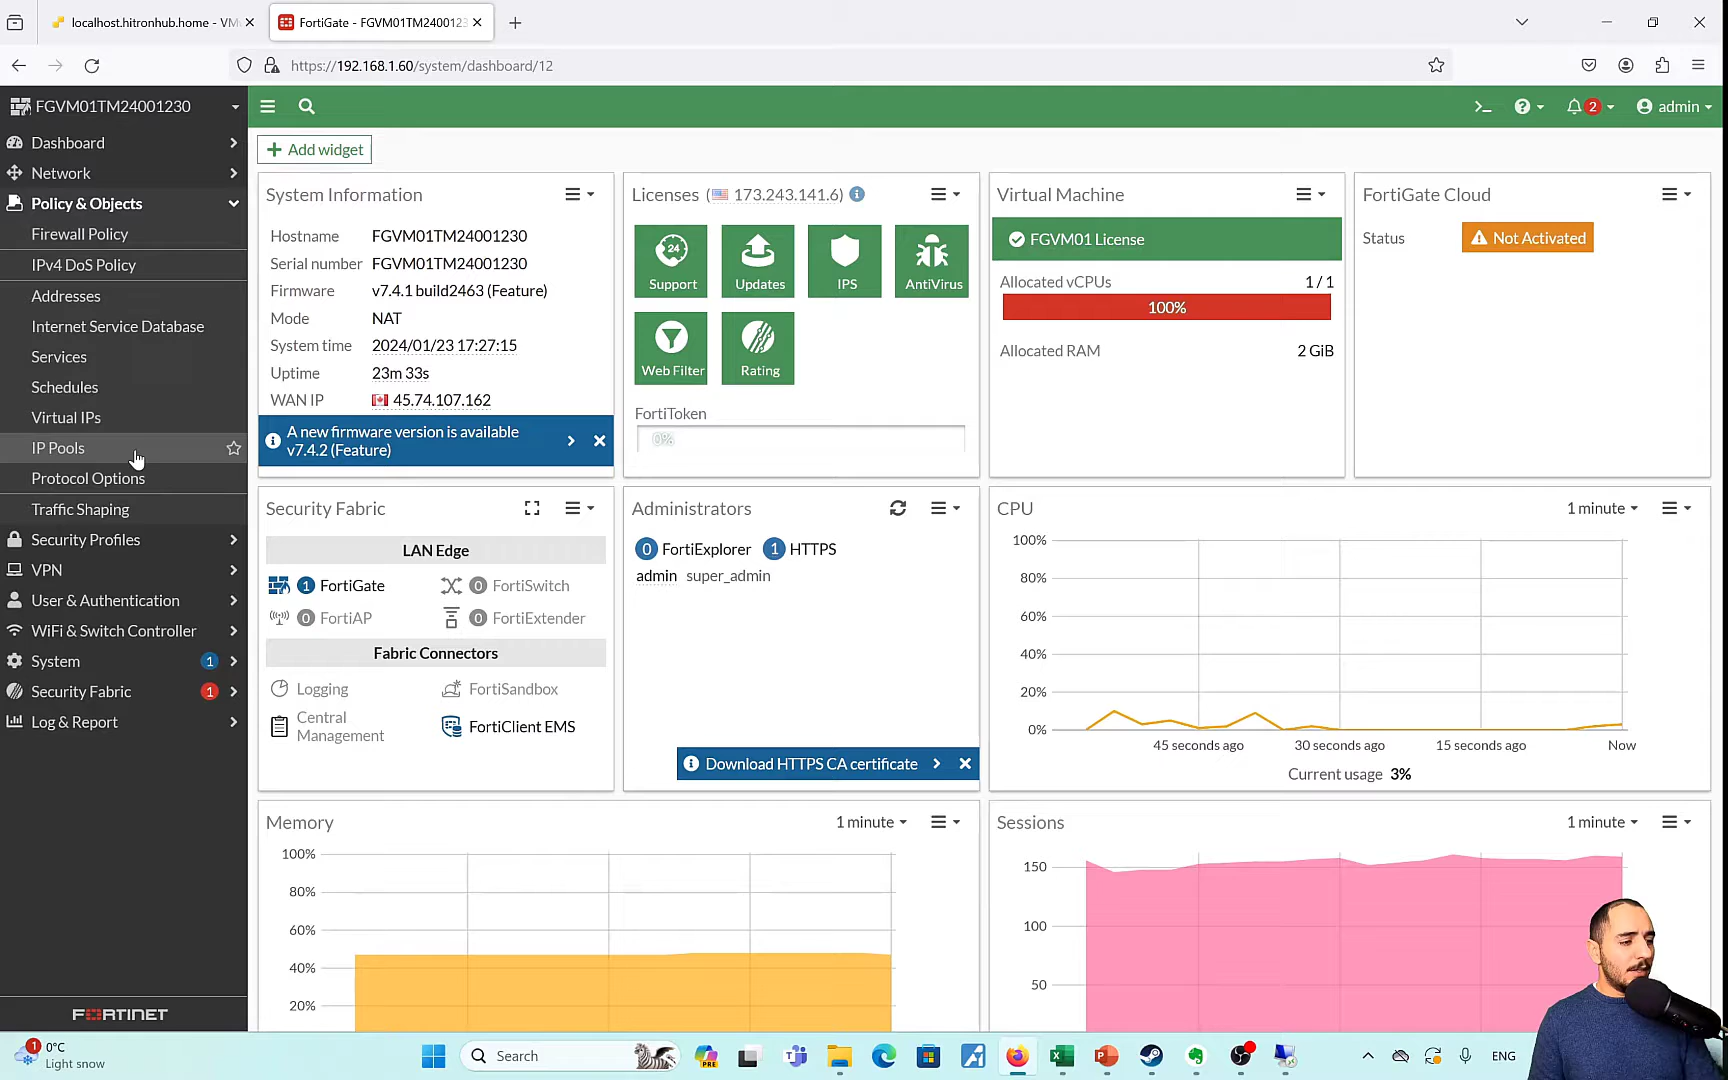 localhost.hitronhub.home - VM
FortiGate - FGVM01TM2400123
https://192.168.1.60/system/dashboard/12
FGVM01TM24001230
Dashboard
Network
Policy & Objects
Firewall Policy
IPv4 DoS Policy
Addresses
Internet Service Database
Services
Schedules
Virtual IPs
IP Pools
Protocol Options
Traffic Shaping
Security Profiles
VPN
User & Authentication
WiFi & Switch Controller
System 1
Security Fabric 1
Log & Report
FORTINET
2
admin
+ Add widget
System Information
Hostname FGVM01TM24001230
Serial number FGVM01TM24001230
Firmware v7.4.1 build2463 (Feature)
Mode NAT
System time 2024/01/23 17:27:15
Uptime 23m 33s
WAN IP 45.74.107.162
A new firmware version is available
v7.4.2 (Feature)
Licenses (173.243.141.6)
24
Support Updates IPS AntiVirus
Web Filter Rating
FortiToken
0%
Virtual Machine
FGVM01 License
Allocated vCPUs 1 / 1
100%
Allocated RAM 2 GiB
FortiGate Cloud
Status Not Activated
Security Fabric
LAN Edge
1 FortiGate 0 FortiSwitch
0 FortiAP 0 FortiExtender
Fabric Connectors
Logging FortiSandbox
Central
Management
FortiClient EMS
Administrators
0 FortiExplorer 1 HTTPS
admin super_admin
Download HTTPS CA certificate
CPU 1 minute
100%
80%
60%
40%
20%
0%
45 seconds ago 30 seconds ago 15 seconds ago Now
Current usage 3%
Memory 1 minute
100%
80%
60%
40%
20%
Sessions 1 minute
150
100
50
1
0°C
Light snow
Search
PRE
ENG